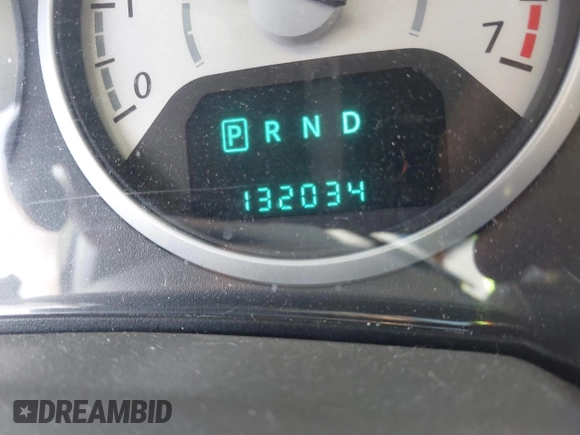 1
0
7
P R N D
132034
DREAMBID